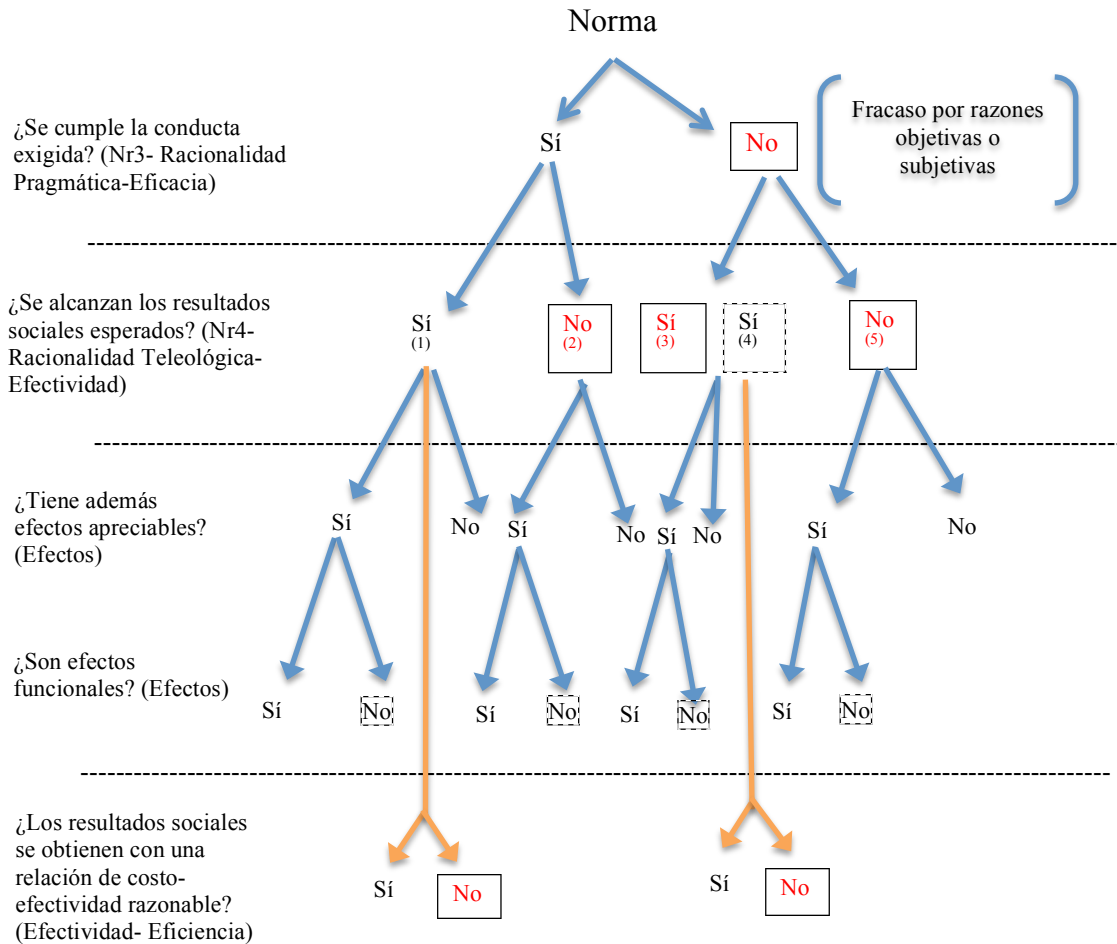 Norma
¿Se cumple la conducta
exigida? (Nr3- Racionalidad
Pragmática-Eficacia)
Sí
No
Fracaso por razones
objetivas o
subjetivas
¿Se alcanzan los resultados
sociales esperados? (Nr4-
Racionalidad Teleológica-
Efectividad)
Sí
(1)
No
(2)
Sí
(3)
Sí
(4)
No
(5)
¿Tiene además
efectos apreciables?
(Efectos)
Sí
No
Sí
No
Sí
No
Sí
No
¿Son efectos
funcionales? (Efectos)
Sí
No
Sí
No
Sí
No
Sí
No
¿Los resultados sociales
se obtienen con una
relación de costo-
efectividad razonable?
(Efectividad- Eficiencia)
Sí
No
Sí
No